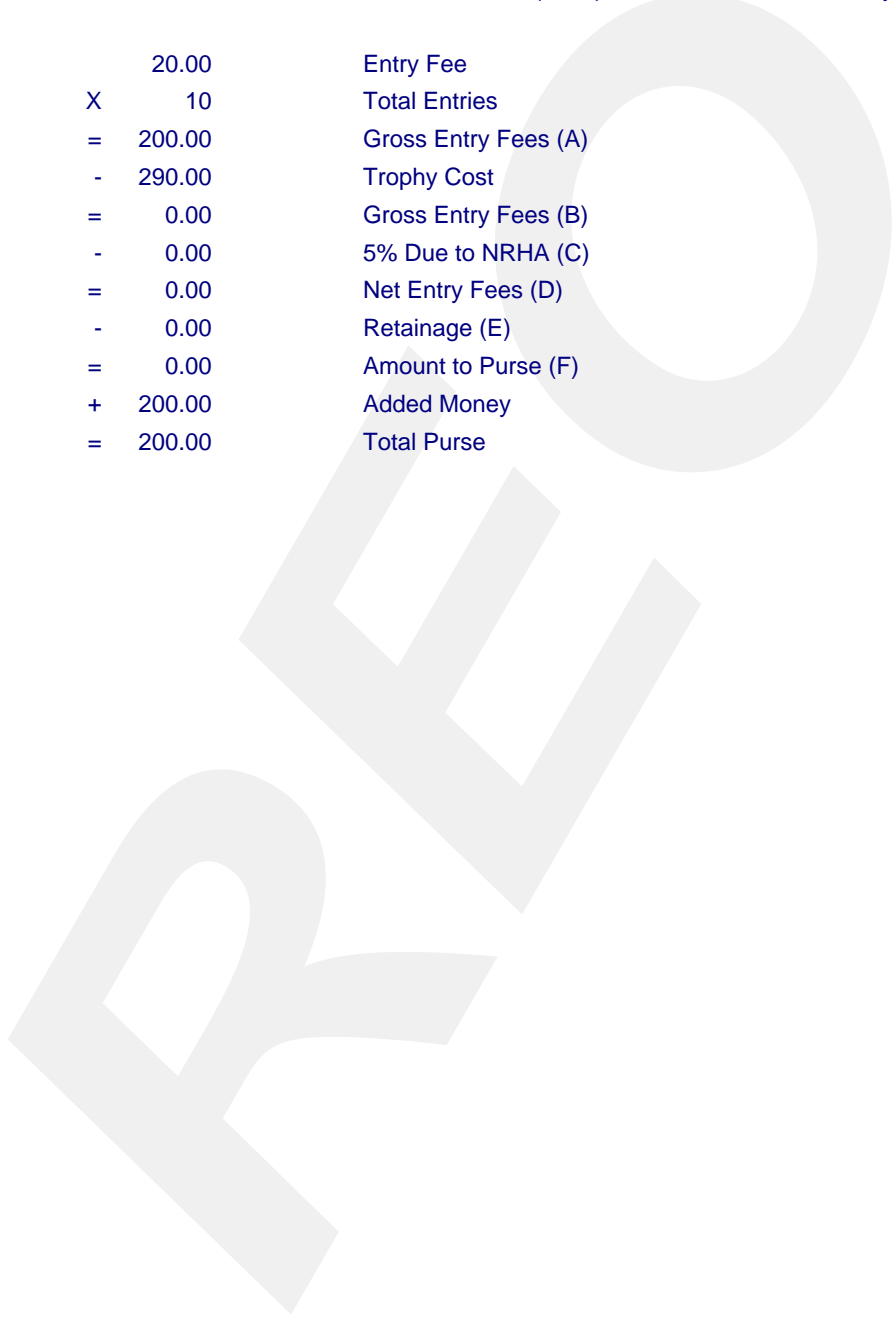 20.00 Entry Fee
X 10 Total Entries
= 200.00 Gross Entry Fees (A)
- 290.00 Trophy Cost
= 0.00 Gross Entry Fees (B)
- 0.00 5% Due to NRHA (C)
= 0.00 Net Entry Fees (D)
- 0.00 Retainage (E)
= 0.00 Amount to Purse (F)
+ 200.00 Added Money
= 200.00 Total Purse
REO